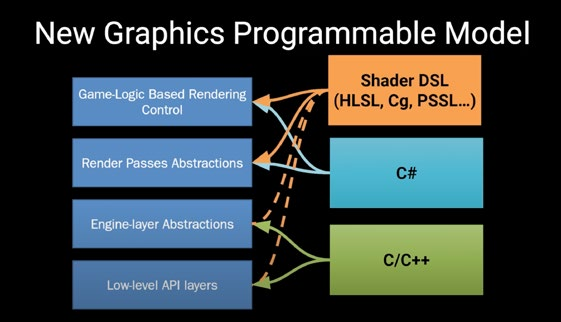 New Graphics Programmable Model
Game-Logic Based Rendering
Control
Render Passes Abstractions
Engine-layer Abstractions
Low-level API layers
Shader DSL
(HLSL, Cg, PSSL…)
C#
C/C++